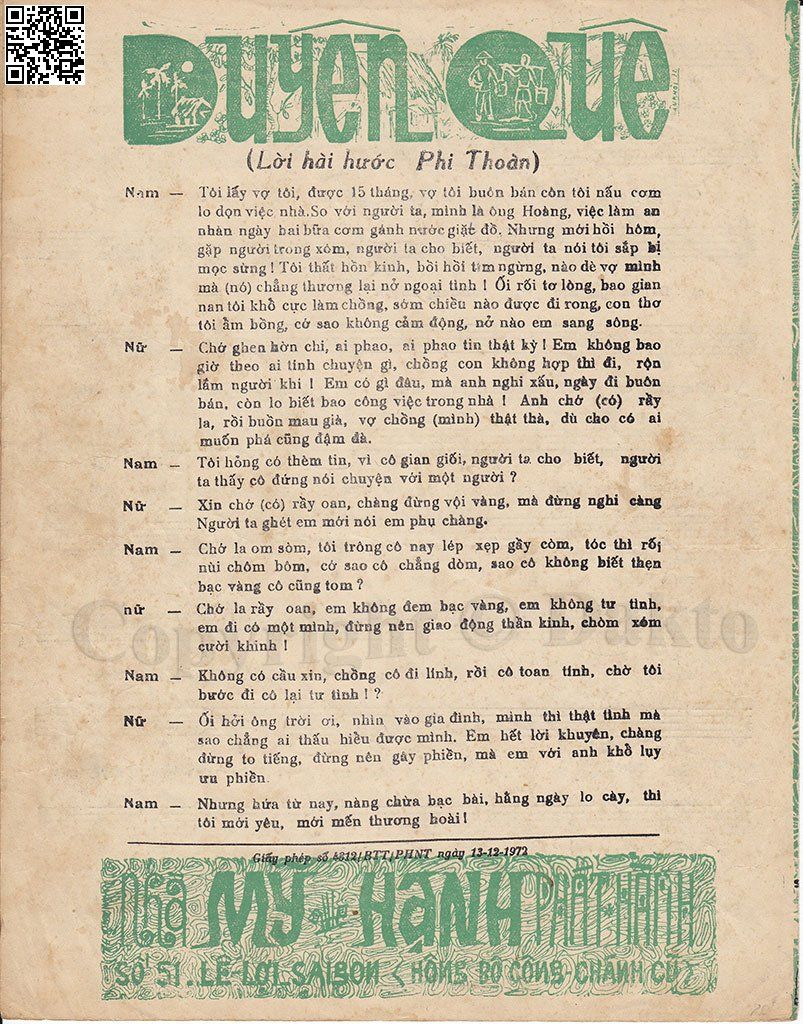 Duyên Quê
(Lời hài hước Phi Thoàn)
Nam — Tôi lấy vợ tôi, được 15 tháng, vợ tôi buôn bán còn tôi nấu cơm
lo dọn việc nhà.So với người ta, mình là ông Hoàng, việc làm an
nhàn ngày hai bữa cơm gánh nước giặt đồ. Nhưng mới hồi hôm,
gặp người trong xóm, người ta cho biết, người ta nói tôi sắp bị
mọc sừng ! Tôi thất hồn kinh, bồi hồi tim ngừng, nào dè vợ mình
mà (nó) chẳng thương lại nở ngoại tình ! Ối rối tơ lòng, bao gian
nan tôi khổ cực làm chồng, sớm chiều nào được đi rong, con thơ
tôi ẵm bồng, cớ sao không cảm động, nở nào em sang sông.
Nữ — Chớ ghen hờn chi, ai phao, ai phao tin thật kỳ ! Em không bao
giờ theo ai tính chuyện gì, chồng con không hợp thì đi, rộn
lắm người khi ! Em có gì đâu, mà anh nghi xấu, ngày đi buôn
bán, còn lo biết bao công việc trong nhà ! Anh chớ (có) rầy
la, rồi buồn mau già, vợ chồng (mình) thật thà, dù cho có ai
muốn phá cũng đậm đà.
Nam — Tôi hỏng có thèm tin, vì cô gian giối, người ta cho biết, người
ta thấy cô đứng nói chuyện với một người ?
Nữ — Xin chớ (có) rầy oan, chàng đừng vội vàng, mà đừng nghi càng
Người ta ghét em mới nói em phụ chàng.
Nam — Chớ la om sòm, tôi trông cô nay lép xẹp gầy còm, tóc thì rối
nùi chôm bôm, cớ sao cô chẳng dòm, sao cô không biết thẹn
bạc vàng cô cũng tom ?
nữ — Chớ la rầy oan, em không đem bạc vàng, em không tư tình,
em đi có một mình, đừng nên giao động thần kinh, chòm xóm
cười khinh !
Nam — Không có cầu xin, chồng cô đi lính, rồi cô toan tính, chờ tôi
bước đi cô lại tư tình ! ?
Nữ — Ối hởi ông trời ơi, nhìn vào gia đình, mình thì thật tình mà
sao chẳng ai thấu hiểu được mình. Em hết lời khuyên, chàng
đừng to tiếng, đừng nên gây phiền, mà em với anh khổ lụy
ưu phiền.
Nam — Nhưng hứa từ nay, nàng chừa bạc bài, hằng ngày lo cày, thì
tôi mới yêu, mới mến thương hoài !
Giấy phép số 4812/BTT/PHNT ngày 13-12-1972
Nhà MỸ-HẠNH PHÁT HÀNH
SỐ 51. LÊ-LỢI. SAIGON (HÔNG BỘ CÔNG-CHÁNH CŨ)
Copyright © Dakto